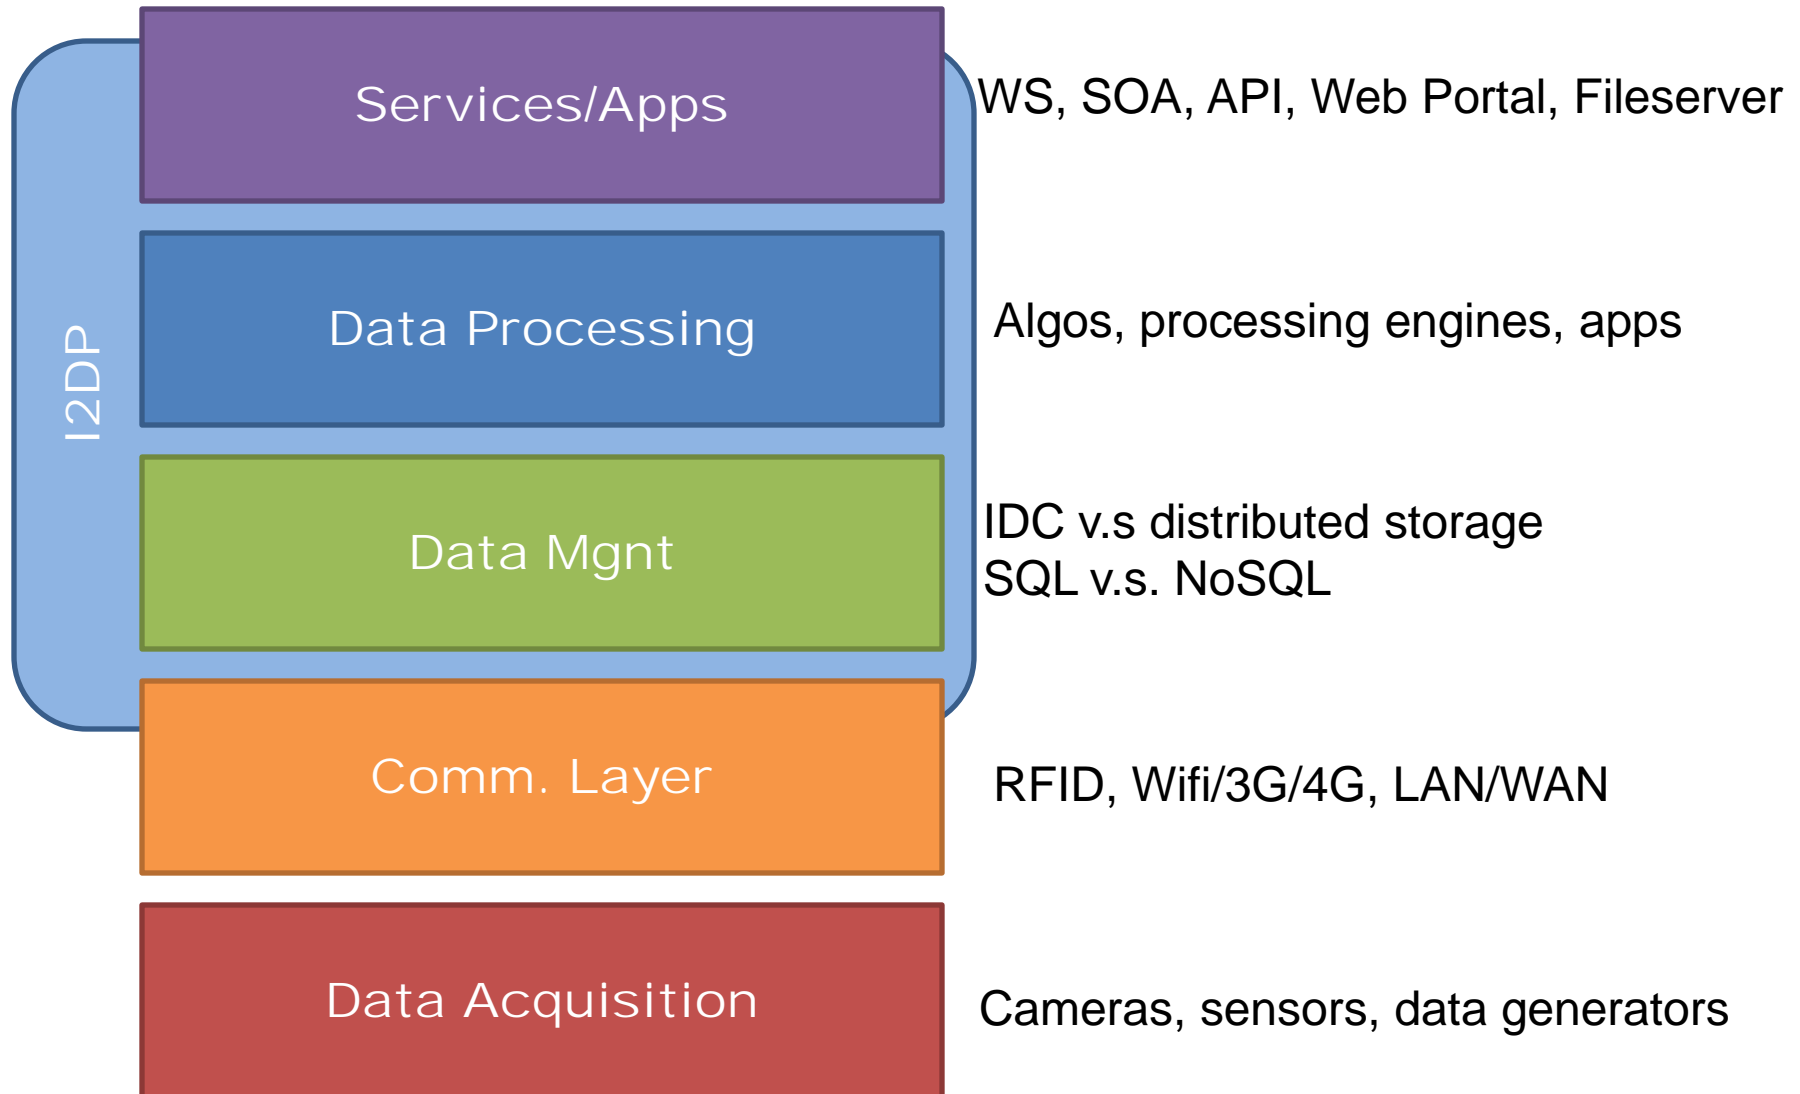 Services/Apps
WS, SOA, API, Web Portal, Fileserver
Data Processing
Algos, processing engines, apps
I2DP
Data Mgnt
IDC v.s distributed storage
SQL v.s. NoSQL
Comm. Layer
RFID, Wifi/3G/4G, LAN/WAN
Data Acquisition
Cameras, sensors, data generators